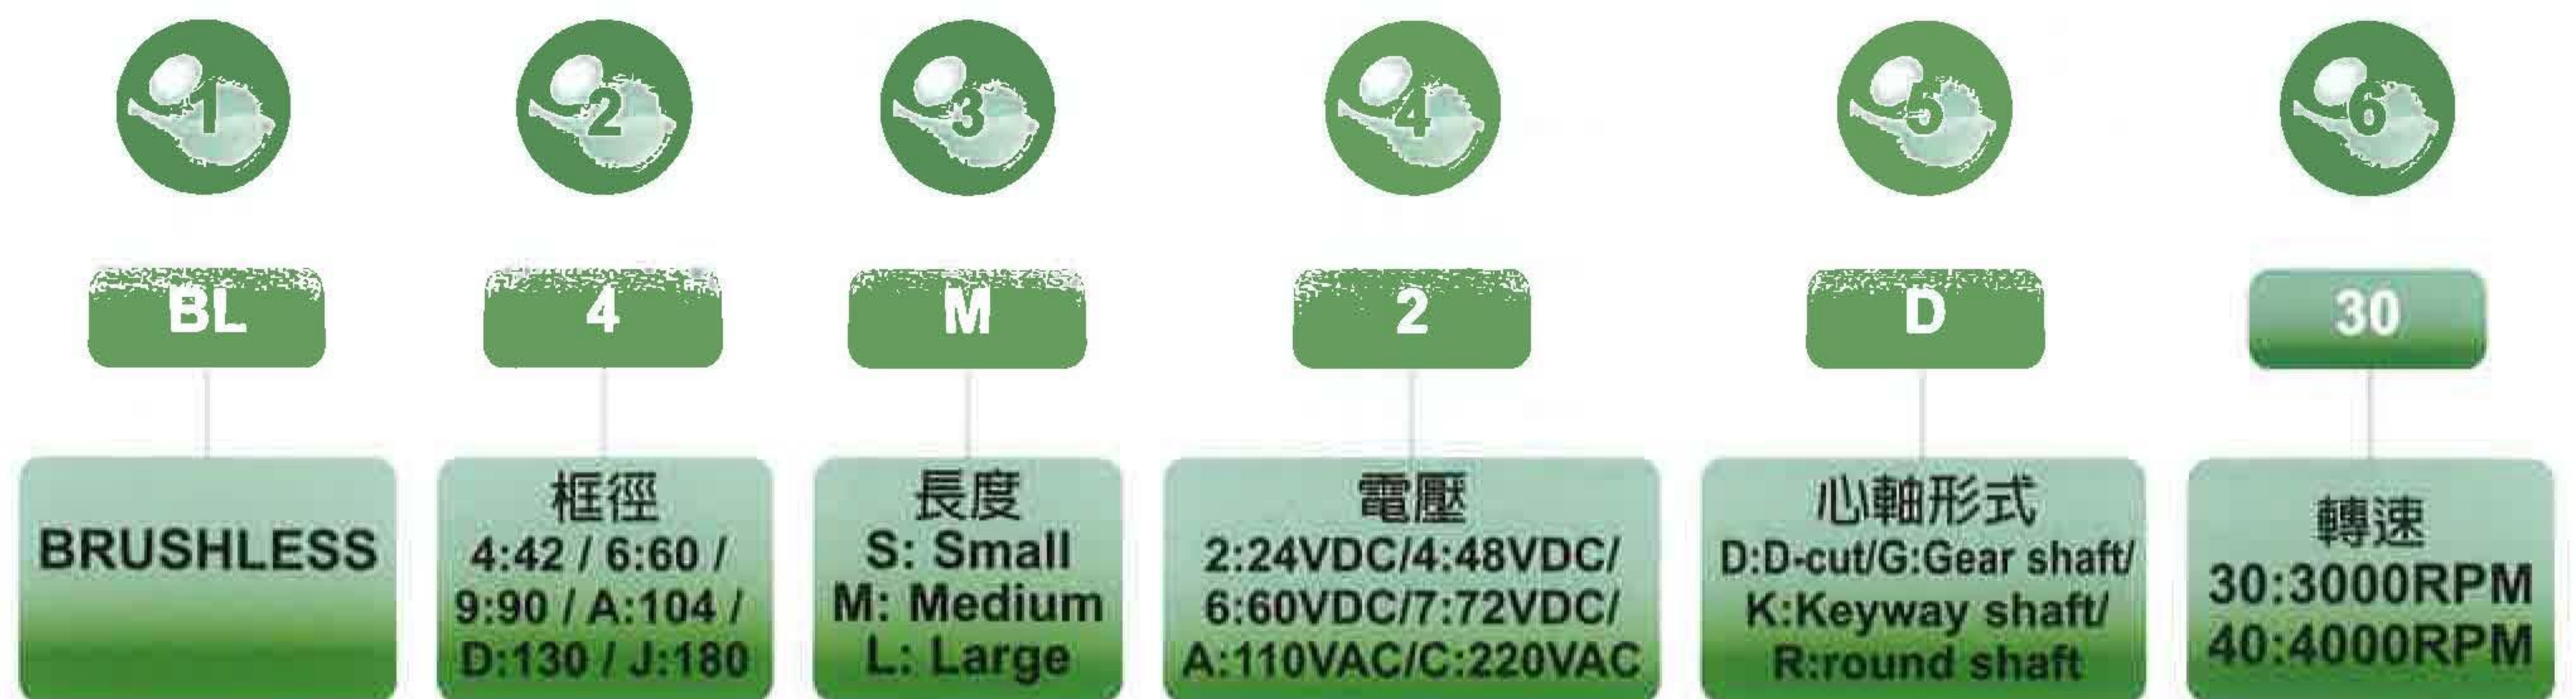 1 2 3 4 5 6
BL 4 M 2 D 30
BRUSHLESS
框徑
4:42 / 6:60 /
9:90 / A:104 /
D:130 / J:180
長度
S: Small
M: Medium
L: Large
電壓
2:24VDC/4:48VDC/
6:60VDC/7:72VDC/
A:110VAC/C:220VAC
心軸形式
D:D-cut/G:Gear shaft/
K:Keyway shaft/
R:round shaft
轉速
30:3000RPM
40:4000RPM